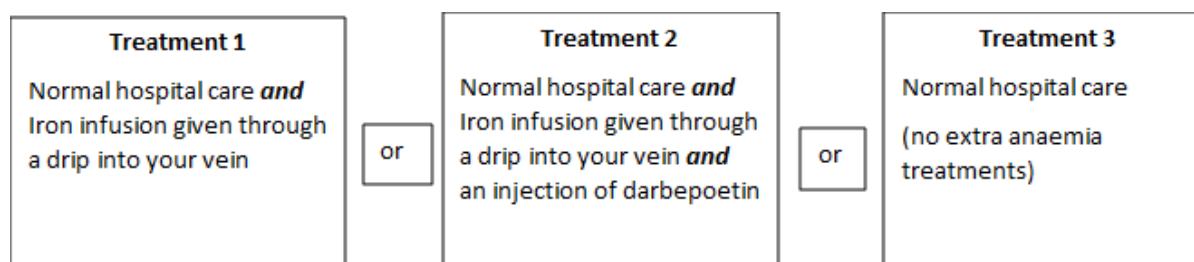 Treatment 1
Normal hospital care and
Iron infusion given through
a drip into your vein
or
Treatment 2
Normal hospital care and
Iron infusion given through
a drip into your vein and
an injection of darbepoetin
or
Treatment 3
Normal hospital care
(no extra anaemia
treatments)